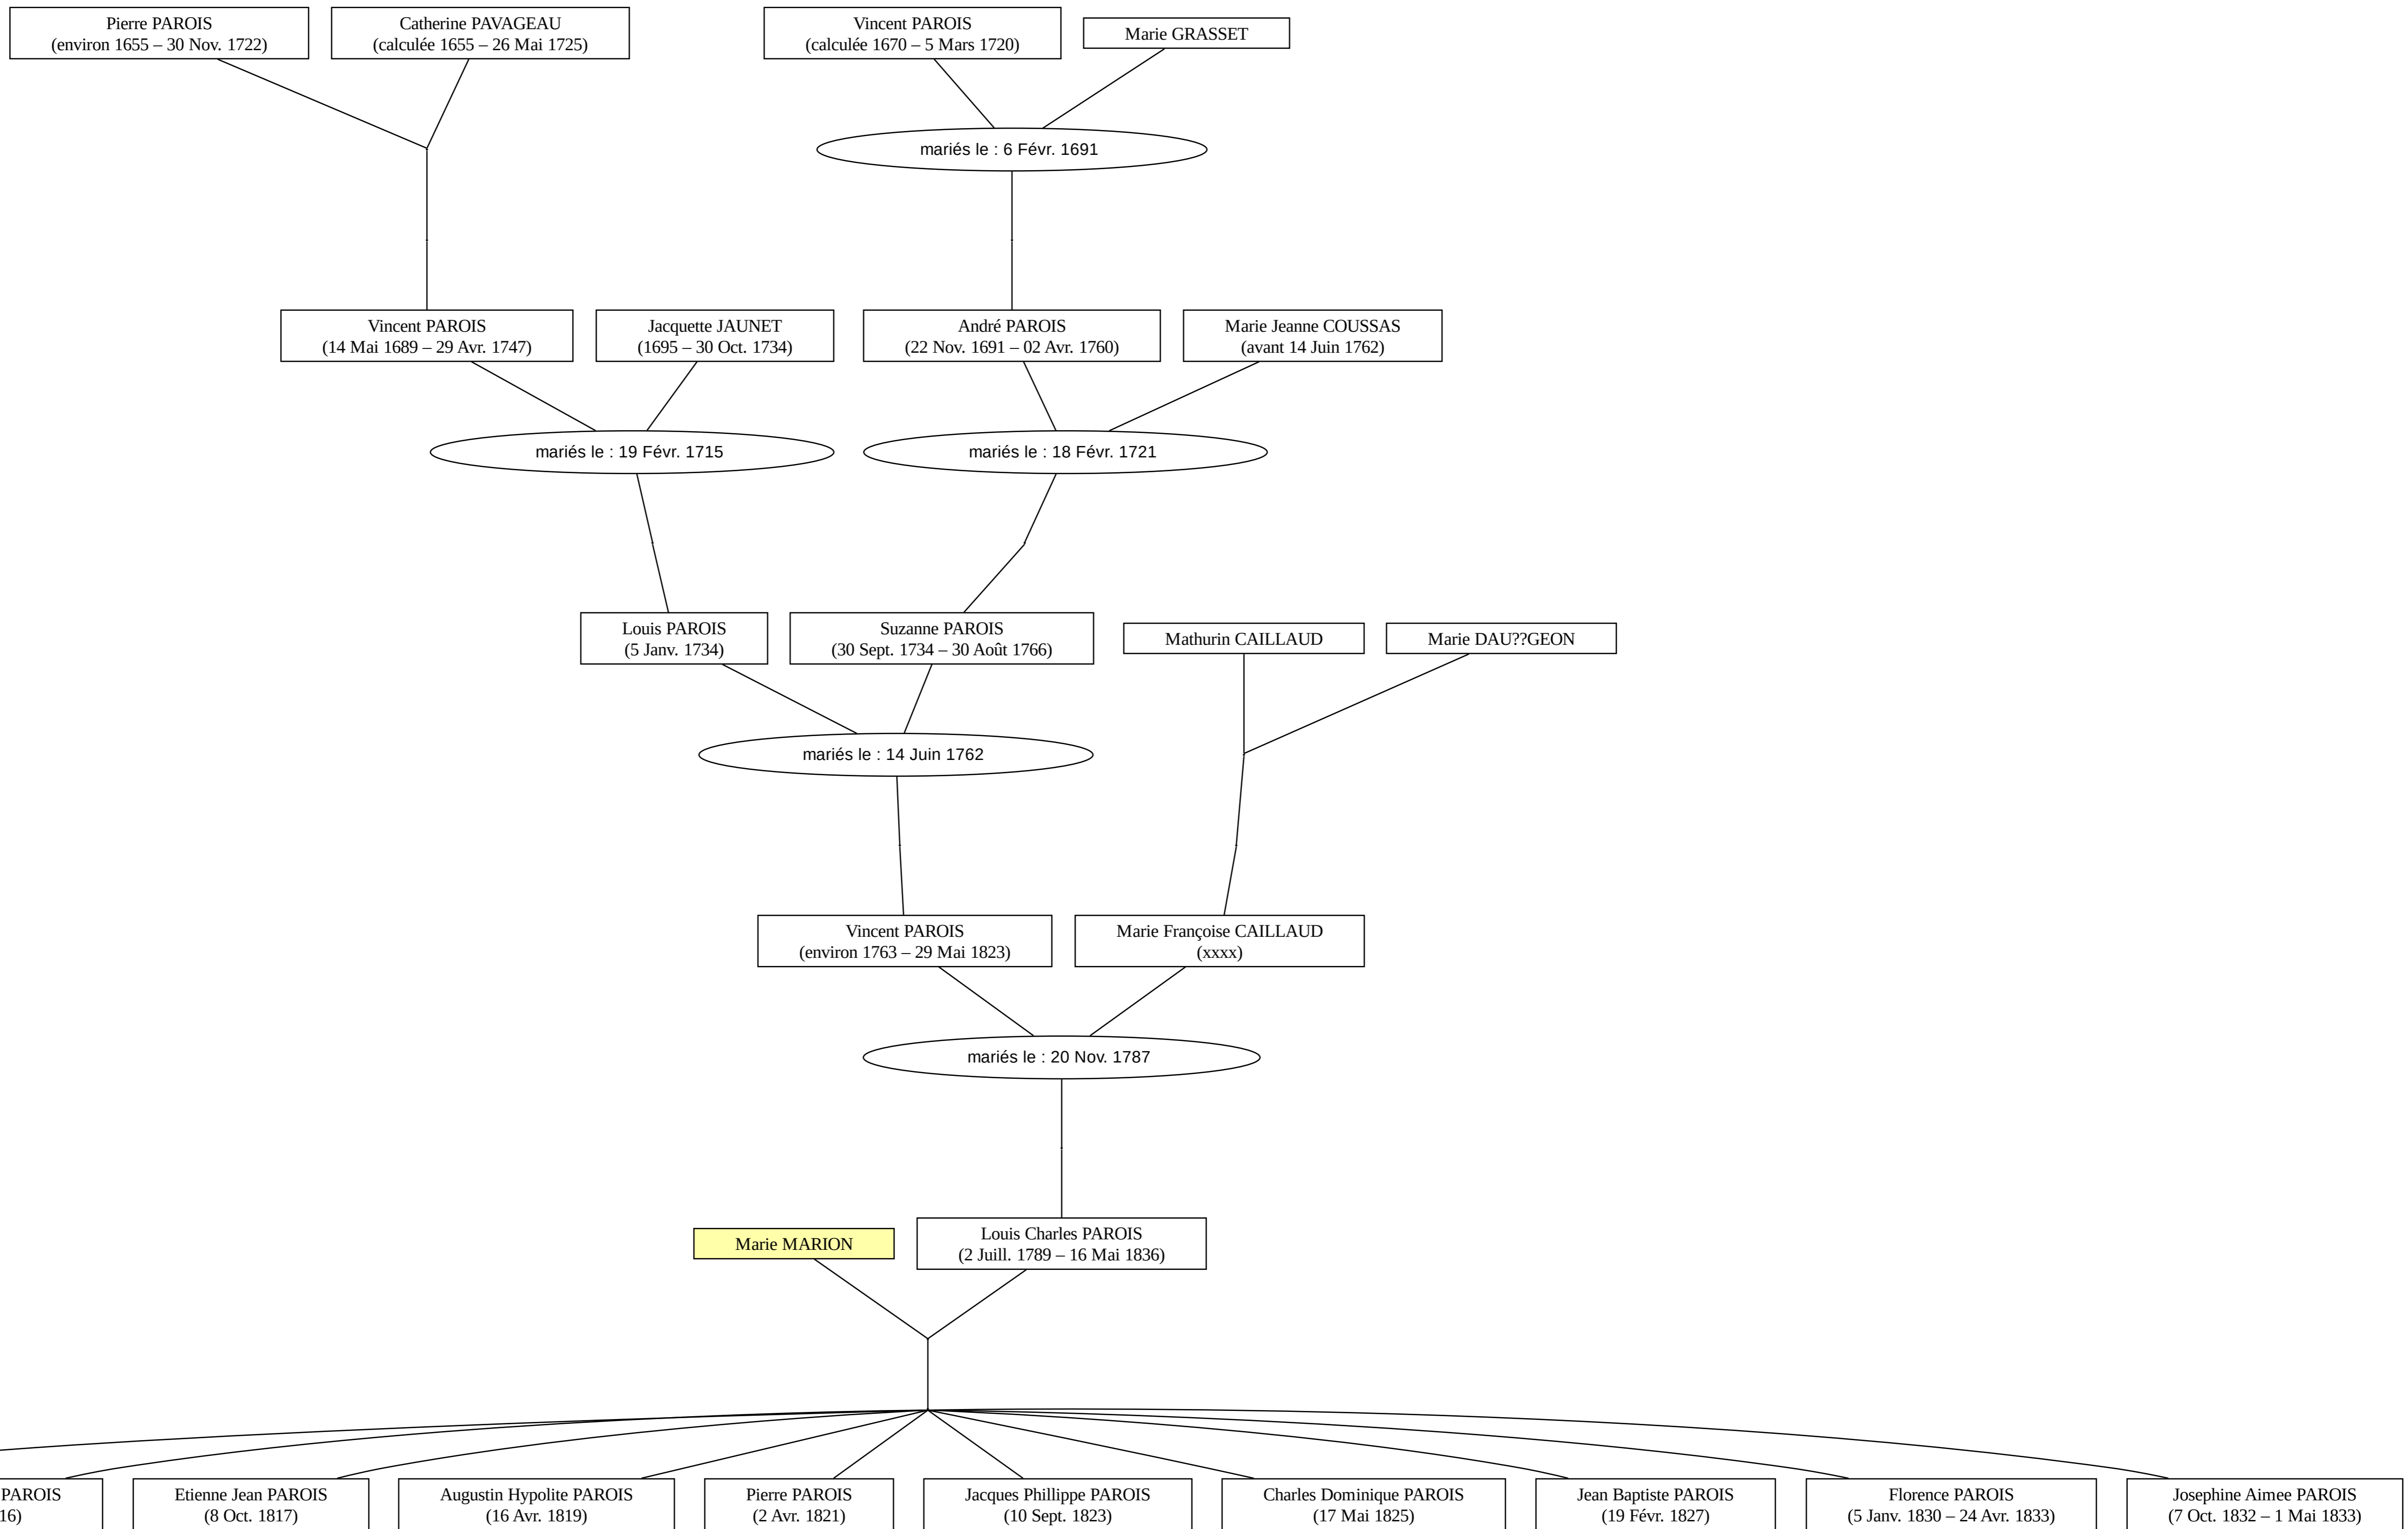 Pierre PAROIS
(environ 1655 – 30 Nov. 1722)
Catherine PAVAGEAU
(calculée 1655 – 26 Mai 1725)
Vincent PAROIS
(calculée 1670 – 5 Mars 1720)
Marie GRASSET
mariés le : 6 Févr. 1691
Vincent PAROIS
(14 Mai 1689 – 29 Avr. 1747)
Jacquette JAUNET
(1695 – 30 Oct. 1734)
André PAROIS
(22 Nov. 1691 – 02 Avr. 1760)
Marie Jeanne COUSSAS
(avant 14 Juin 1762)
mariés le : 19 Févr. 1715
mariés le : 18 Févr. 1721
Louis PAROIS
(5 Janv. 1734)
Suzanne PAROIS
(30 Sept. 1734 – 30 Août 1766)
Mathurin CAILLAUD
Marie DAU??GEON
mariés le : 14 Juin 1762
Vincent PAROIS
(environ 1763 – 29 Mai 1823)
Marie Françoise CAILLAUD
(xxxx)
mariés le : 20 Nov. 1787
Marie MARION
Louis Charles PAROIS
(2 Juill. 1789 – 16 Mai 1836)
PAROIS
16)
Etienne Jean PAROIS
(8 Oct. 1817)
Augustin Hypolite PAROIS
(16 Avr. 1819)
Pierre PAROIS
(2 Avr. 1821)
Jacques Phillippe PAROIS
(10 Sept. 1823)
Charles Dominique PAROIS
(17 Mai 1825)
Jean Baptiste PAROIS
(19 Févr. 1827)
Florence PAROIS
(5 Janv. 1830 – 24 Avr. 1833)
Josephine Aimee PAROIS
(7 Oct. 1832 – 1 Mai 1833)